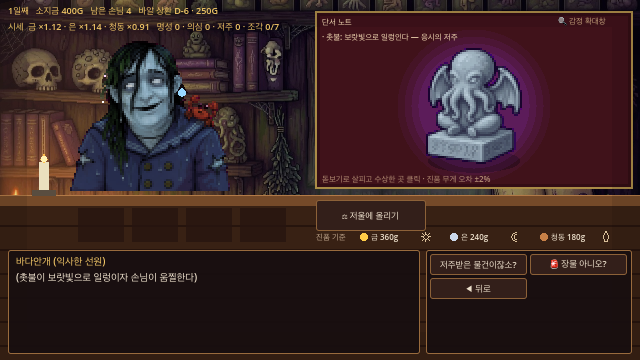 1일째 소지금 400G 남은 손님 4 바알 상환 D-6 · 250G
시세 금 ×1.12 · 은 ×1.14 · 청동 ×0.91 명성 0 · 의심 0 · 저주 0 · 조각 0/7
단서 노트
🔍 감정 확대창
· 촛불: 보랏빛으로 일렁인다 — 응시의 저주
돋보기로 살피고 수상한 곳 클릭 · 진품 무게 오차 ±2%
⚖ 저울에 올리기
진품 기준 금 360g 은 240g 청동 180g
바다안개 (익사한 선원)
(촛불이 보랏빛으로 일렁이자 손님이 움찔한다)
저주받은 물건이잖소?
🚨 장물 아니오?
◀ 뒤로